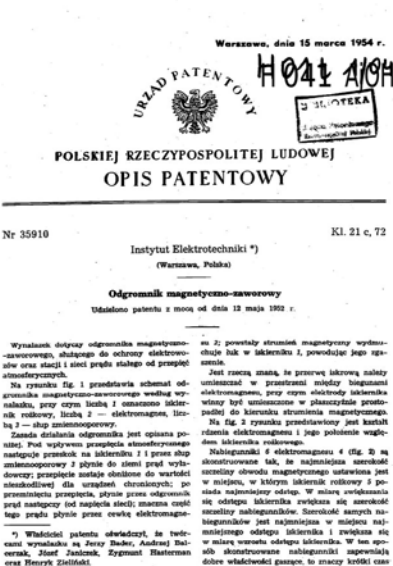 Warszawa, dnia 15 marca 1954 r.
URZĄD PATENTOWY
BIBLIOTEKA
POLSKIEJ RZECZYPOSPOLITEJ LUDOWEJ
OPIS PATENTOWY
Nr 35910
Kl. 21 c, 72
Instytut Elektrotechniki *)
(Warszawa, Polska)
Odgromnik magnetyczno-zaworowy
Udzielono patentu z mocą od dnia 12 maja 1952 r.
Wynalazek dotyczy odgromnika magnetyczno-
-zaworowego, służącego do ochrony elektrowo-
zów oraz stacji i sieci prądu stałego od przepięć
atmosferycznych.
Na rysunku fig. 1 przedstawia schemat od-
gromnika magnetyczno-zaworowego według wy-
nalazku, przy czym liczbą 1 oznaczono iskier-
nik rożkowy, liczbą 2 — elektromagnes, licz-
bą 3 — słup zmiennooporowy.
Zasada działania odgromnika jest opisana po-
niżej. Pod wpływem przepięcia atmosferycznego
następuje przeskok na iskierniku 1 i przez słup
zmiennooporowy 3 płynie do ziemi prąd wyła-
dowczy; przepięcie zostaje obniżone do wartości
nieszkodliwej dla urządzeń chronionych; po
przeminięciu przepięcia, płynie przez odgromnik
prąd następczy (od napięcia sieci); znaczna część
tego prądu płynie przez cewkę elektromagne-
*) Właściciel patentu oświadczył, że twór-
cami wynalazku są Jerzy Bader, Andrzej Bal-
cerzak, Józef Janiczek, Zygmunt Hasterman
oraz Henryk Zieliński.
su 2; powstały strumień magnetyczny wydmu-
chuje łuk w iskierniku 1, powodując jego zga-
szenie.
Jest rzeczą znaną, że przerwę iskrową należy
umieszczać w przestrzeni między biegunami
elektromagnesu, przy czym elektrody iskiernika
winny być umieszczone w płaszczyźnie prosto-
padłej do kierunku strumienia magnetycznego.
Na fig. 2 rysunku przedstawiony jest kształt
rdzenia elektromagnesu i jego położenie wzglę-
dem iskiernika rożkowego.
Nabiegunniki 6 elektromagnesu 4 (fig. 2) są
skonstruowane tak, że najmniejsza szerokość
szczeliny obwodu magnetycznego ustawiona jest
w miejscu, w którym iskiernik rożkowy 5 po-
siada najmniejszy odstęp. W miarę zwiększania
się odstępu iskiernika zwiększa się szerokość
szczeliny nabiegunników. Szerokość samych na-
biegunników jest najmniejsza w miejscu naj-
mniejszego odstępu iskiernika i zwiększa się
w miarę wzrostu odstępu iskiernika. W ten spo-
sób skonstruowane nabiegunniki zapewniają
dobre właściwości gaszące, to znaczy krótki czas